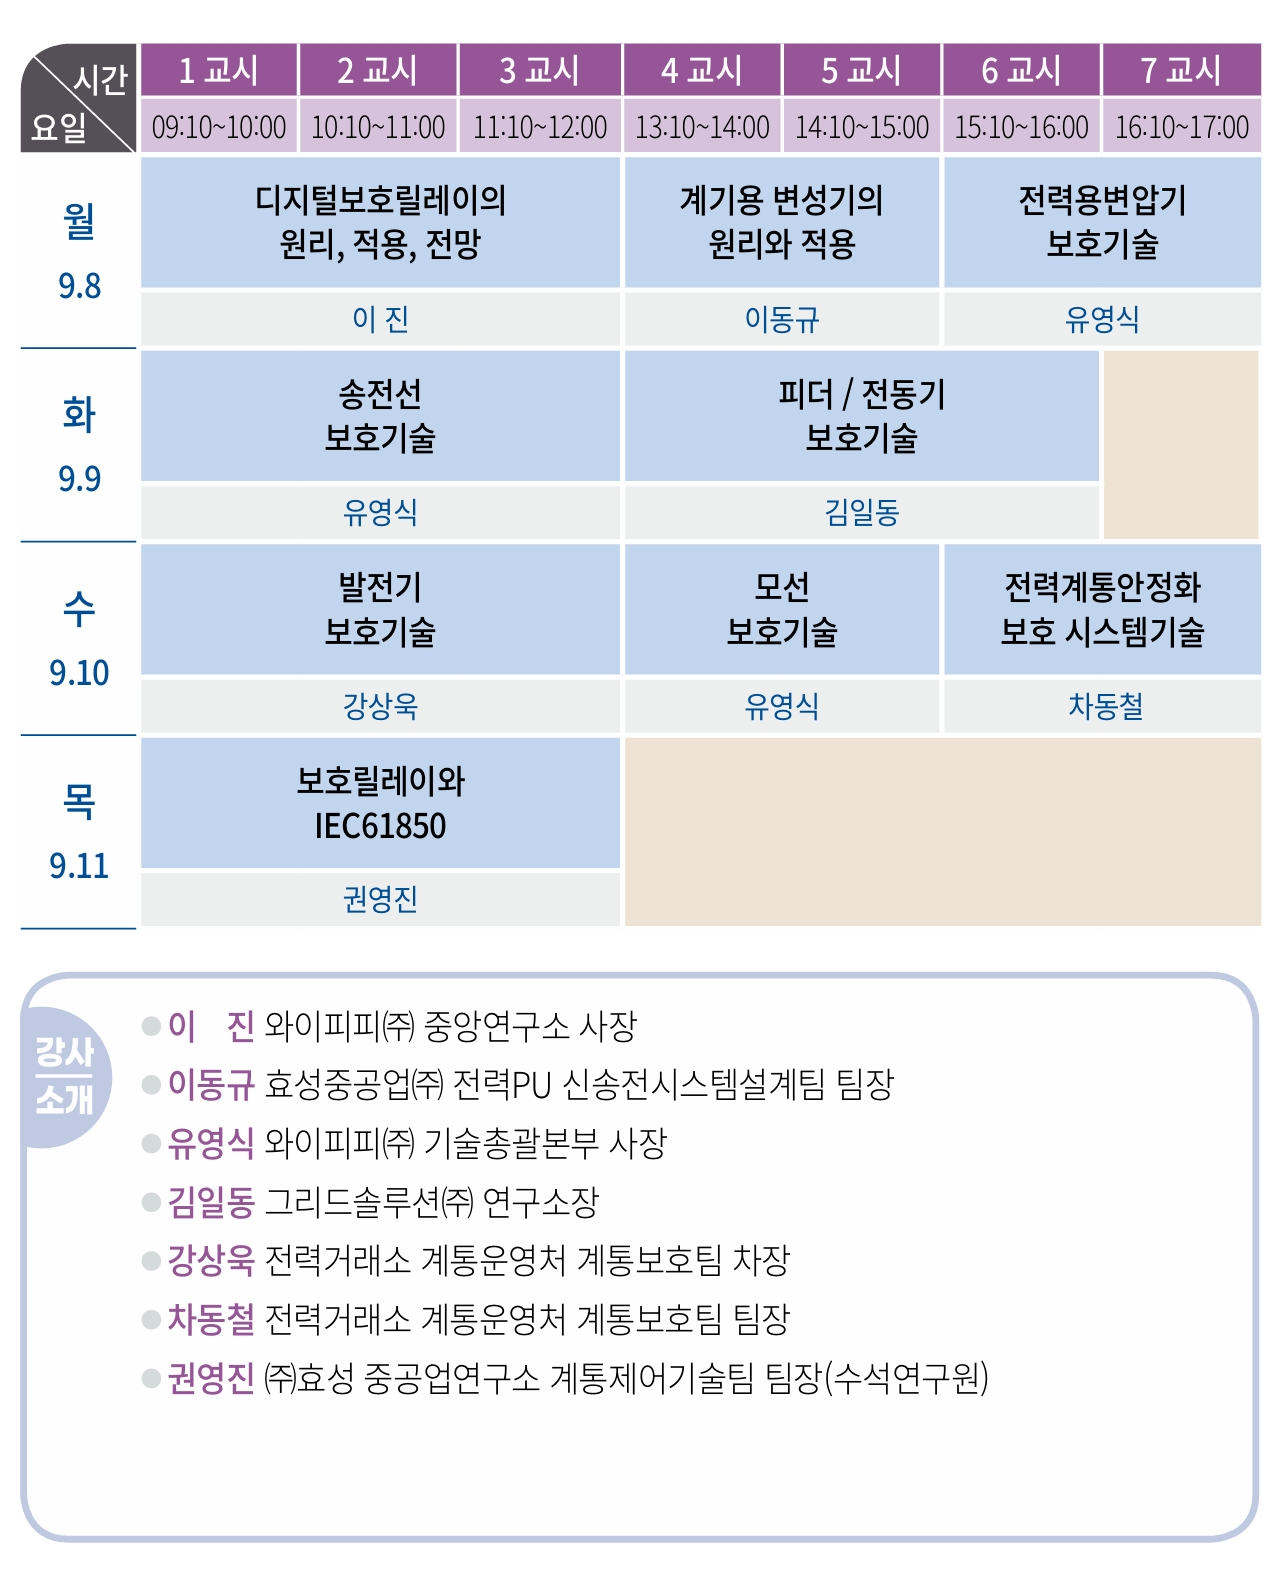 시간
요일
1 교시 2 교시 3 교시 4 교시 5 교시 6 교시 7 교시
09:10~10:00 10:10~11:00 11:10~12:00 13:10~14:00 14:10~15:00 15:10~16:00 16:10~17:00
월
9.8
디지털보호릴레이의
원리, 적용, 전망
이 진
계기용 변성기의
원리와 적용
이동규
전력용변압기
보호기술
유영식
화
9.9
송전선
보호기술
유영식
피더 / 전동기
보호기술
김일동
수
9.10
발전기
보호기술
강상욱
모선
보호기술
유영식
전력계통안정화
보호 시스템기술
차동철
목
9.11
보호릴레이와
IEC61850
권영진
강사
소개
이 진 와이피피㈜ 중앙연구소 사장
이동규 효성중공업㈜ 전력PU 신송전시스템설계팀 팀장
유영식 와이피피㈜ 기술총괄본부 사장
김일동 그리드솔루션㈜ 연구소장
강상욱 전력거래소 계통운영처 계통보호팀 차장
차동철 전력거래소 계통운영처 계통보호팀 팀장
권영진 ㈜효성 중공업연구소 계통제어기술팀 팀장(수석연구원)